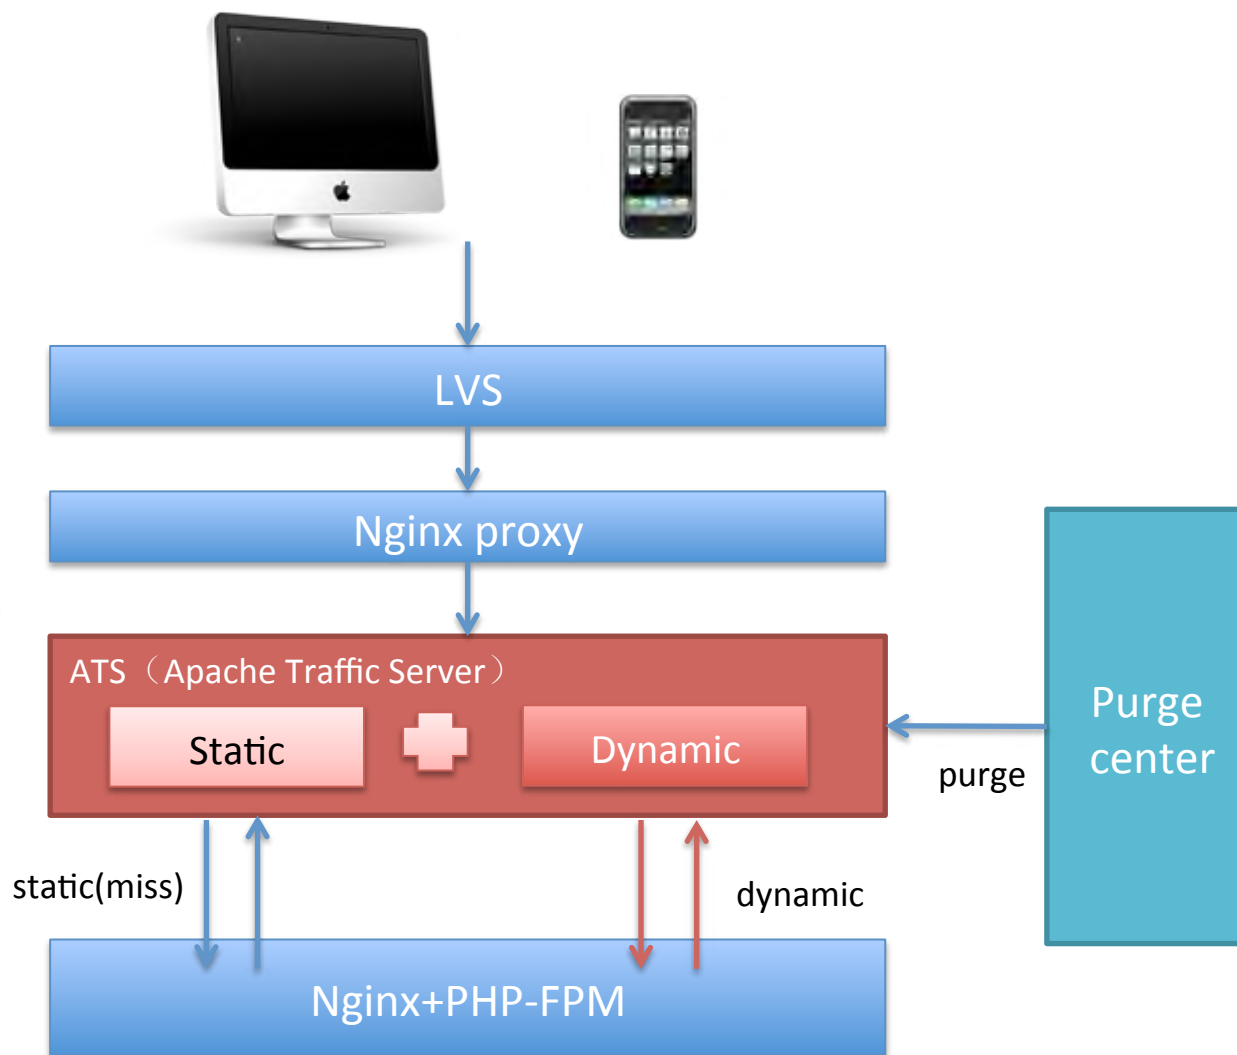 LVS
Nginx proxy
ATS（Apache Traffic Server）
Static
Dynamic
Purge
center
purge
static(miss)
dynamic
Nginx+PHP-FPM